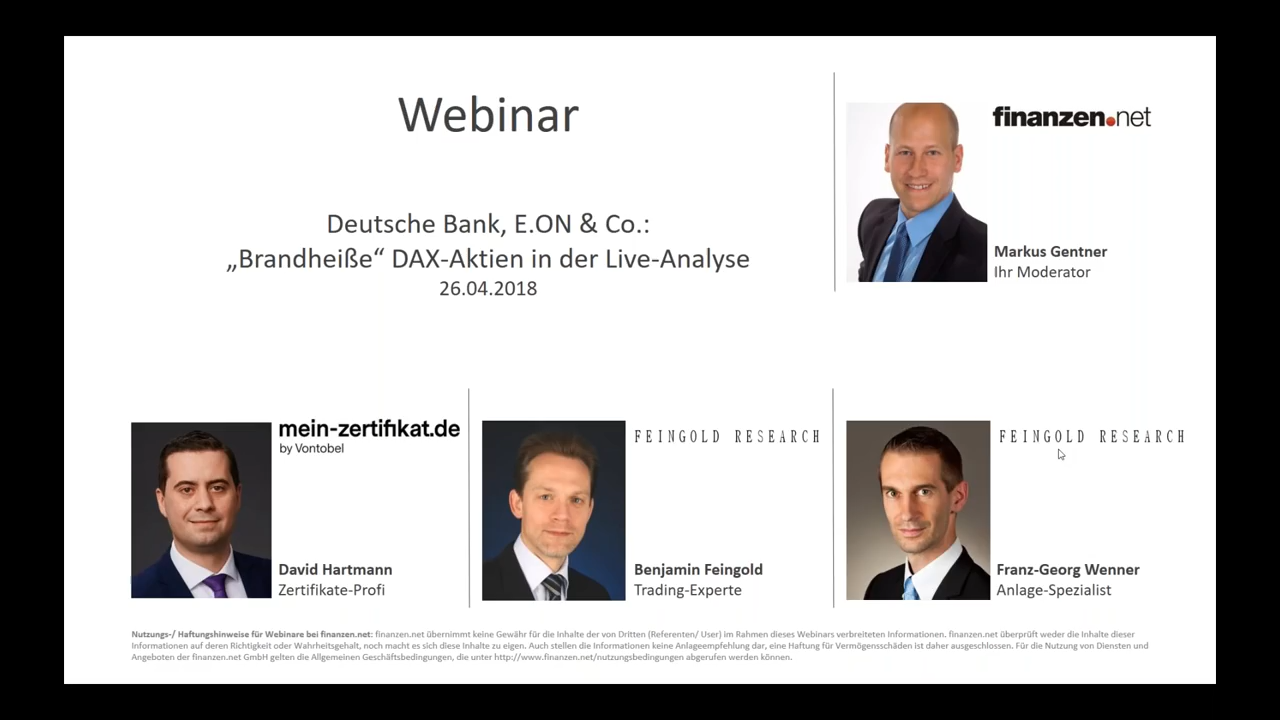 Webinar
Deutsche Bank, E.ON & Co.:
„Brandheiße“ DAX-Aktien in der Live-Analyse
26.04.2018
finanzen.net
Markus Gentner
Ihr Moderator
mein-zertifikat.de
by Vontobel
David Hartmann
Zertifikate-Profi
FEINGOLD RESEARCH
Benjamin Feingold
Trading-Experte
FEINGOLD RESEARCH
Franz-Georg Wenner
Anlage-Spezialist
Nutzungs-/ Haftungshinweise für Webinare bei finanzen.net: finanzen.net übernimmt keine Gewähr für die Inhalte der von Dritten (Referenten/ User) im Rahmen dieses Webinars verbreiteten Informationen. finanzen.net überprüft weder die Inhalte dieser
Informationen auf deren Richtigkeit oder Wahrheitsgehalt, noch macht es sich diese Inhalte zu eigen. Auch stellen die Informationen keine Anlageempfehlung dar, eine Haftung für Vermögensschäden ist daher ausgeschlossen. Für die Nutzung von Diensten und
Angeboten der finanzen.net GmbH gelten die Allgemeinen Geschäftsbedingungen, die unter http://www.finanzen.net/nutzungsbedingungen abgerufen werden können.